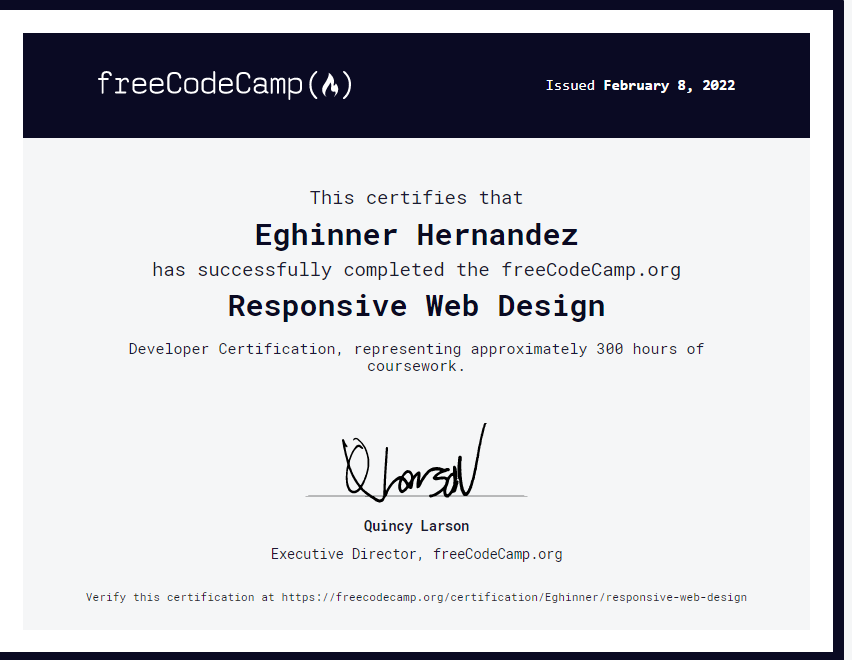 freeCodeCamp(🔥)
Issued February 8, 2022
This certifies that
Eghinner Hernandez
has successfully completed the freeCodeCamp.org
Responsive Web Design
Developer Certification, representing approximately 300 hours of
coursework.
Q Larson
Quincy Larson
Executive Director, freeCodeCamp.org
Verify this certification at https://freecodecamp.org/certification/Eghinner/responsive-web-design